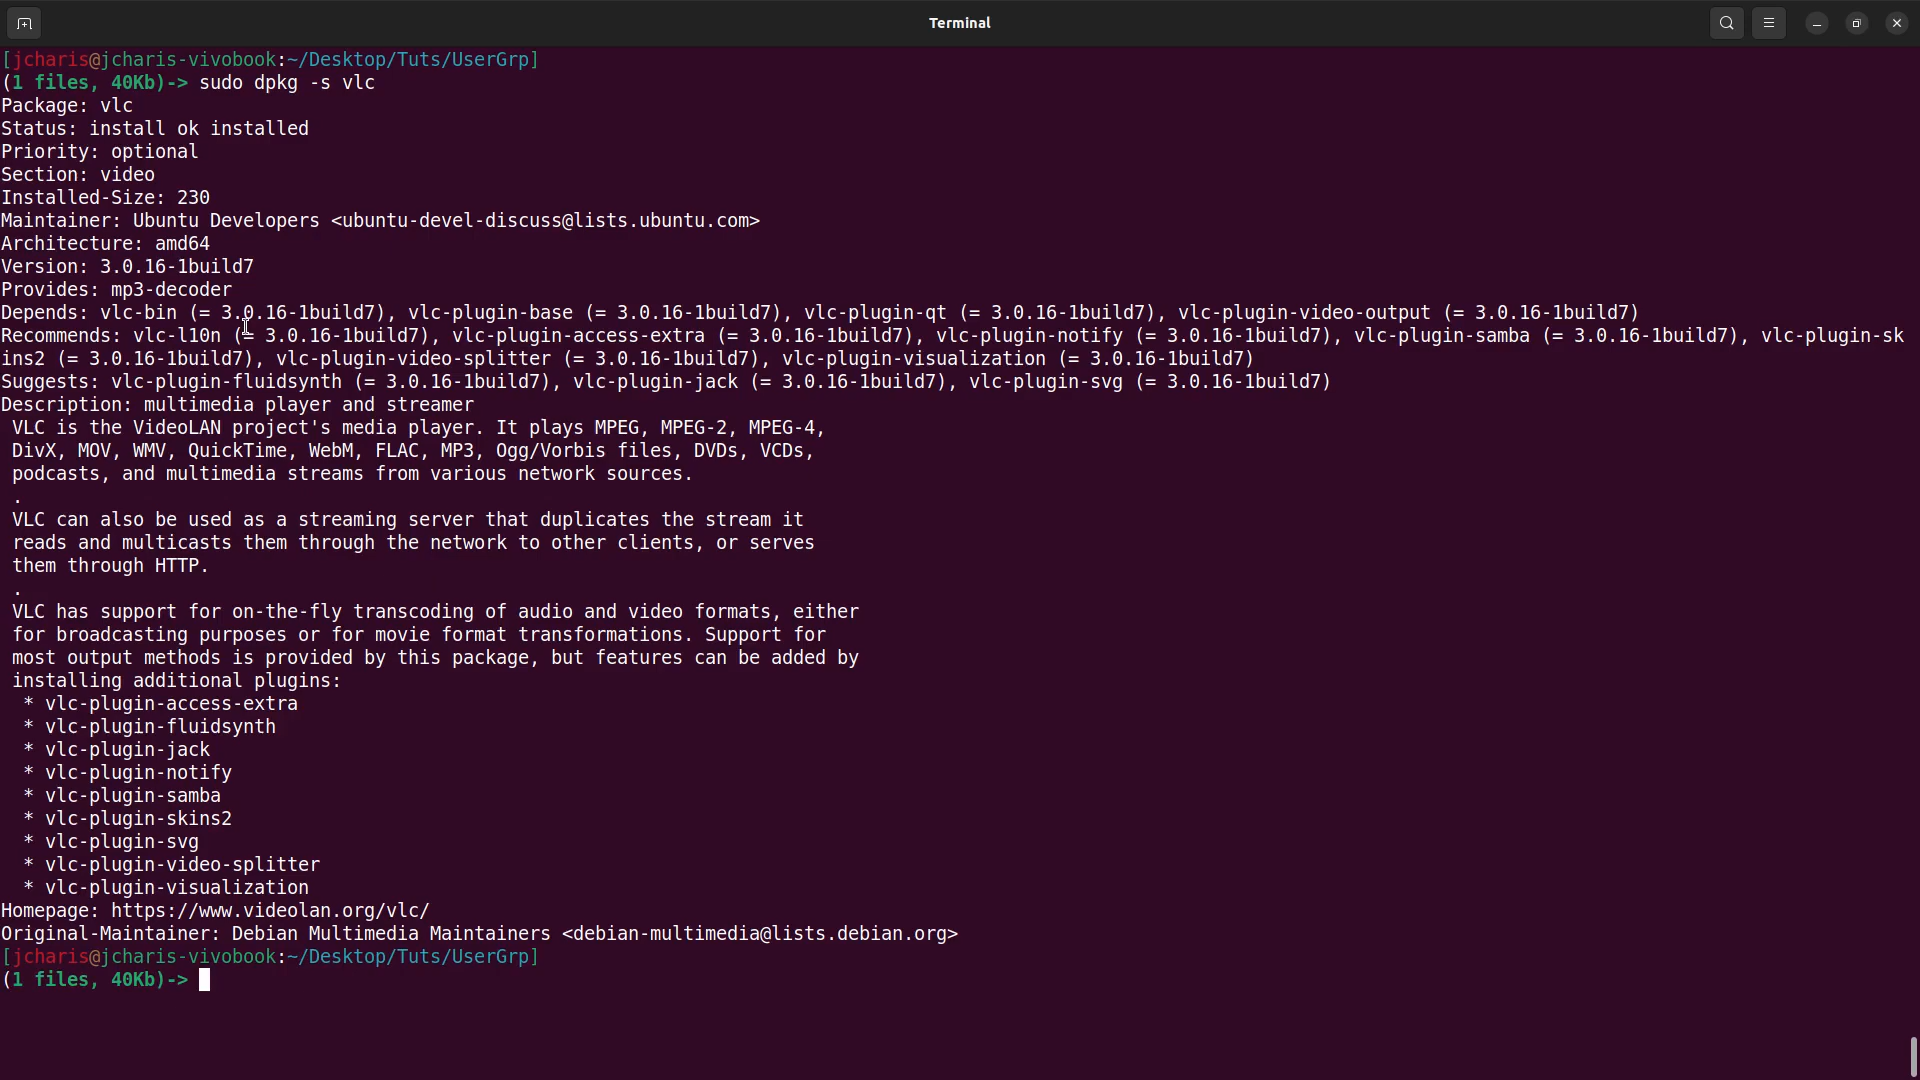 Terminal
[jcharis@jcharis-vivobook:~/Desktop/Tuts/UserGrp]
(1 files, 40Kb)-> sudo dpkg -s vlc
Package: vlc
Status: install ok installed
Priority: optional
Section: video
Installed-Size: 230
Maintainer: Ubuntu Developers <ubuntu-devel-discuss@lists.ubuntu.com>
Architecture: amd64
Version: 3.0.16-1build7
Provides: mp3-decoder
Depends: vlc-bin (= 3.0.16-1build7), vlc-plugin-base (= 3.0.16-1build7), vlc-plugin-qt (= 3.0.16-1build7), vlc-plugin-video-output (= 3.0.16-1build7)
Recommends: vlc-l10n (= 3.0.16-1build7), vlc-plugin-access-extra (= 3.0.16-1build7), vlc-plugin-notify (= 3.0.16-1build7), vlc-plugin-samba (= 3.0.16-1build7), vlc-plugin-sk
ins2 (= 3.0.16-1build7), vlc-plugin-video-splitter (= 3.0.16-1build7), vlc-plugin-visualization (= 3.0.16-1build7)
Suggests: vlc-plugin-fluidsynth (= 3.0.16-1build7), vlc-plugin-jack (= 3.0.16-1build7), vlc-plugin-svg (= 3.0.16-1build7)
Description: multimedia player and streamer
 VLC is the VideoLAN project's media player. It plays MPEG, MPEG-2, MPEG-4,
 DivX, MOV, WMV, QuickTime, WebM, FLAC, MP3, Ogg/Vorbis files, DVDs, VCDs,
 podcasts, and multimedia streams from various network sources.
 .
 VLC can also be used as a streaming server that duplicates the stream it
 reads and multicasts them through the network to other clients, or serves
 them through HTTP.
 .
 VLC has support for on-the-fly transcoding of audio and video formats, either
 for broadcasting purposes or for movie format transformations. Support for
 most output methods is provided by this package, but features can be added by
 installing additional plugins:
  * vlc-plugin-access-extra
  * vlc-plugin-fluidsynth
  * vlc-plugin-jack
  * vlc-plugin-notify
  * vlc-plugin-samba
  * vlc-plugin-skins2
  * vlc-plugin-svg
  * vlc-plugin-video-splitter
  * vlc-plugin-visualization
Homepage: https://www.videolan.org/vlc/
Original-Maintainer: Debian Multimedia Maintainers <debian-multimedia@lists.debian.org>
[jcharis@jcharis-vivobook:~/Desktop/Tuts/UserGrp]
(1 files, 40Kb)->